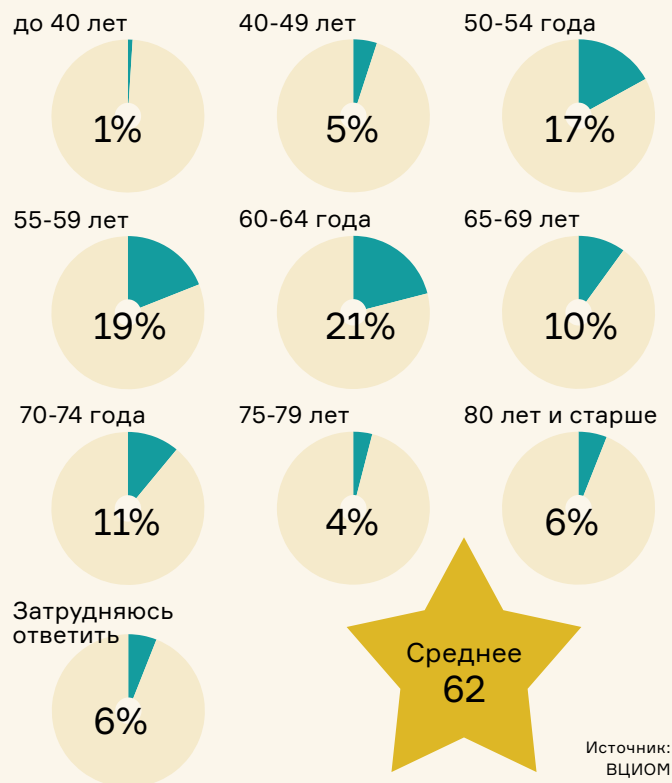 до 40 лет
1%
40-49 лет
5%
50-54 года
17%
55-59 лет
19%
60-64 года
21%
65-69 лет
10%
70-74 года
11%
75-79 лет
4%
80 лет и старше
6%
Затрудняюсь
ответить
6%
Среднее
62
Источник:
ВЦИОМ